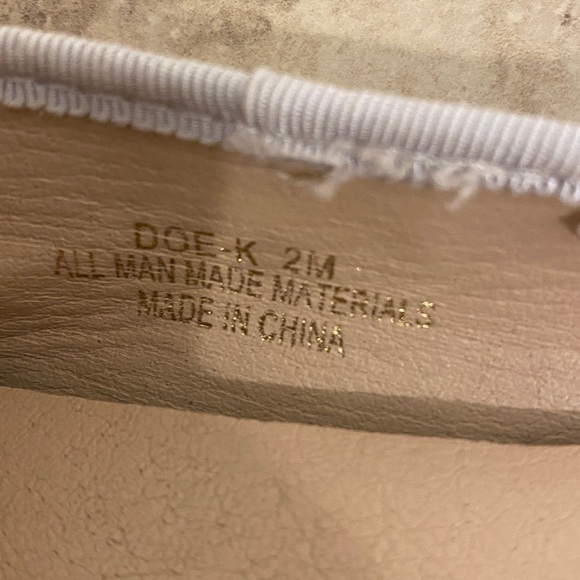 DOE-K 2M
ALL MAN MADE MATERIALS
MADE IN CHINA